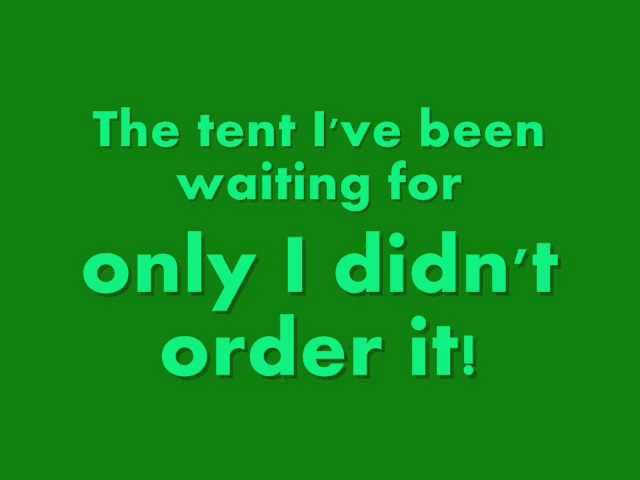 The tent I've been
waiting for
only I didn't
order it!